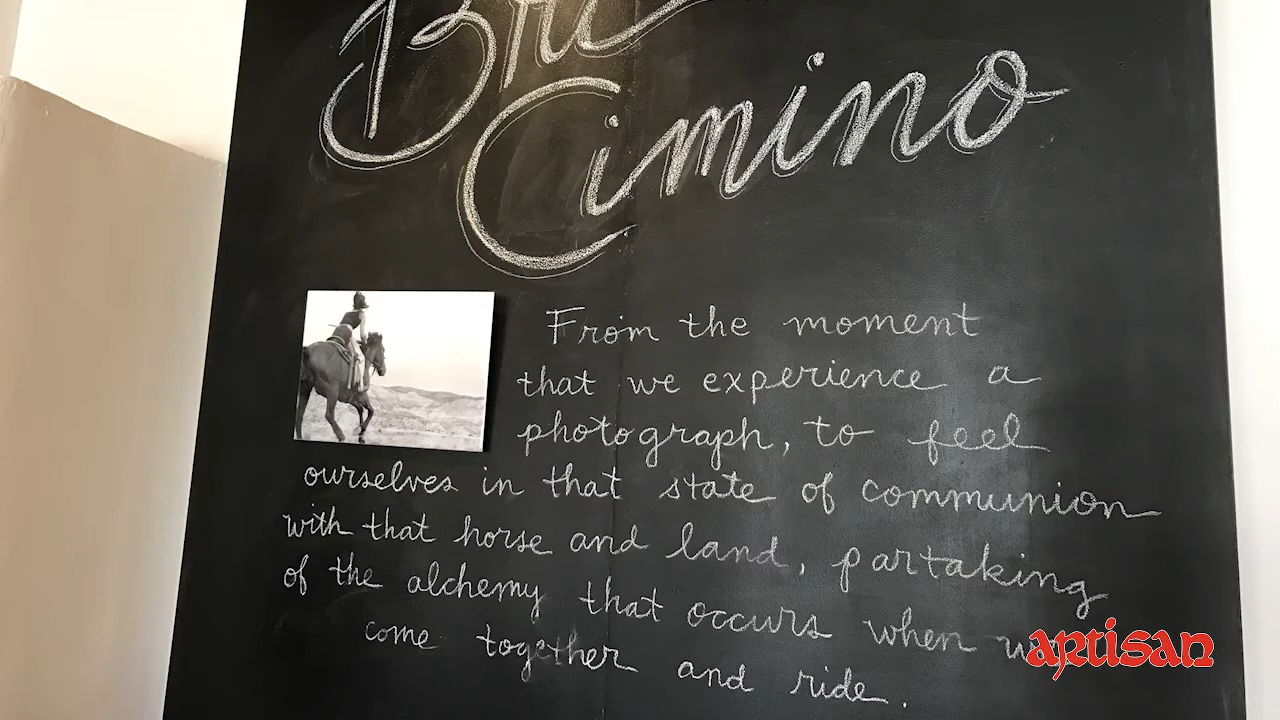 Bri
Cimino
From the moment
that we experience a
photograph, to feel
ourselves in that state of communion
with that horse and land, partaking
of the alchemy that occurs when
come together and ride.
artisan